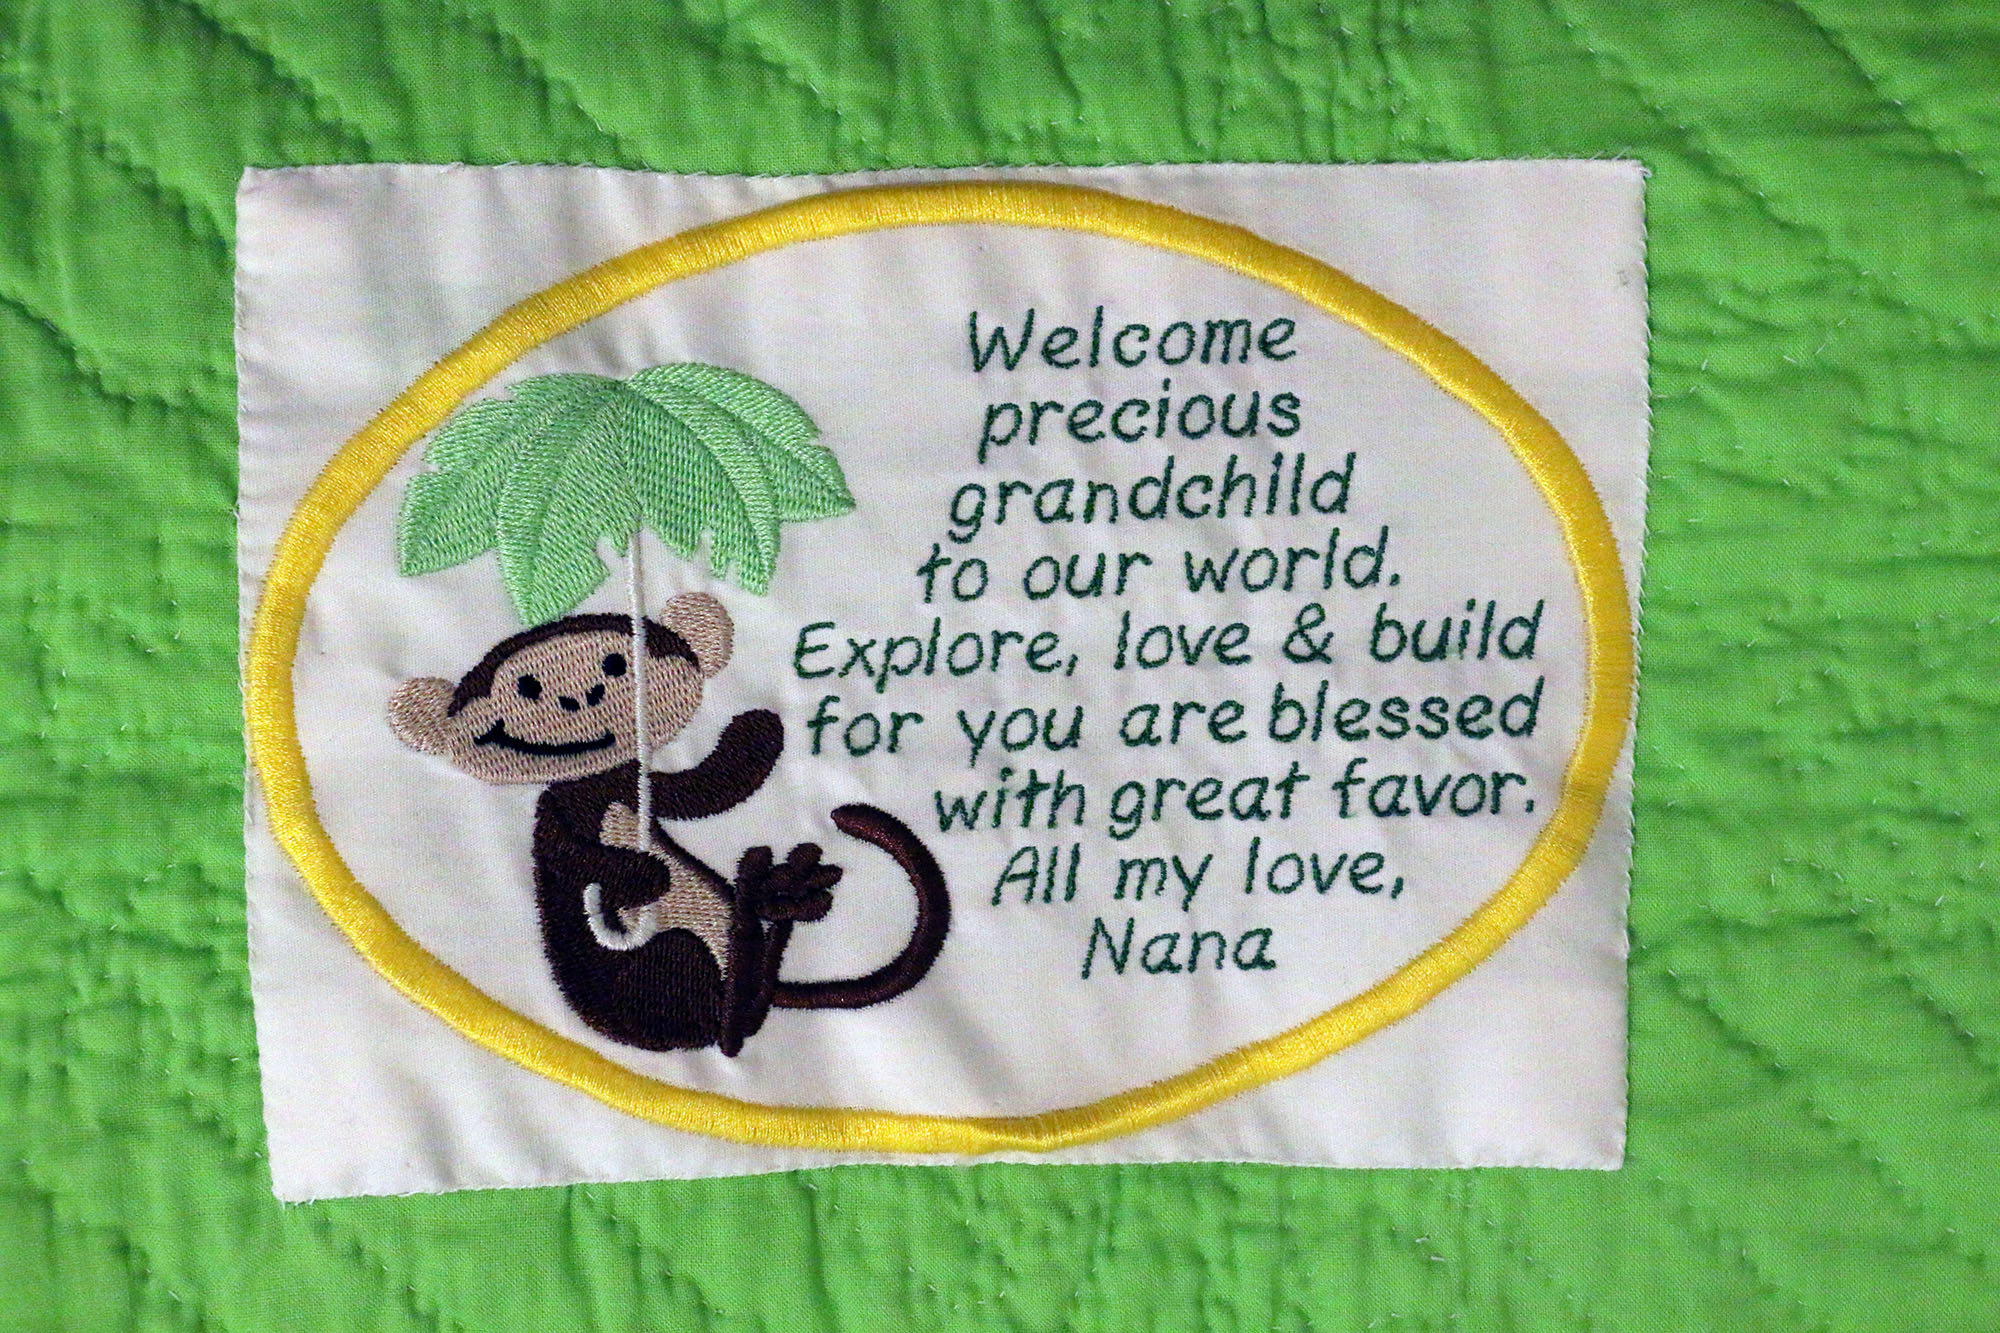 Welcome
precious
grandchild
to our world.
Explore, love & build
for you are blessed
with great favor.
All my love,
Nana